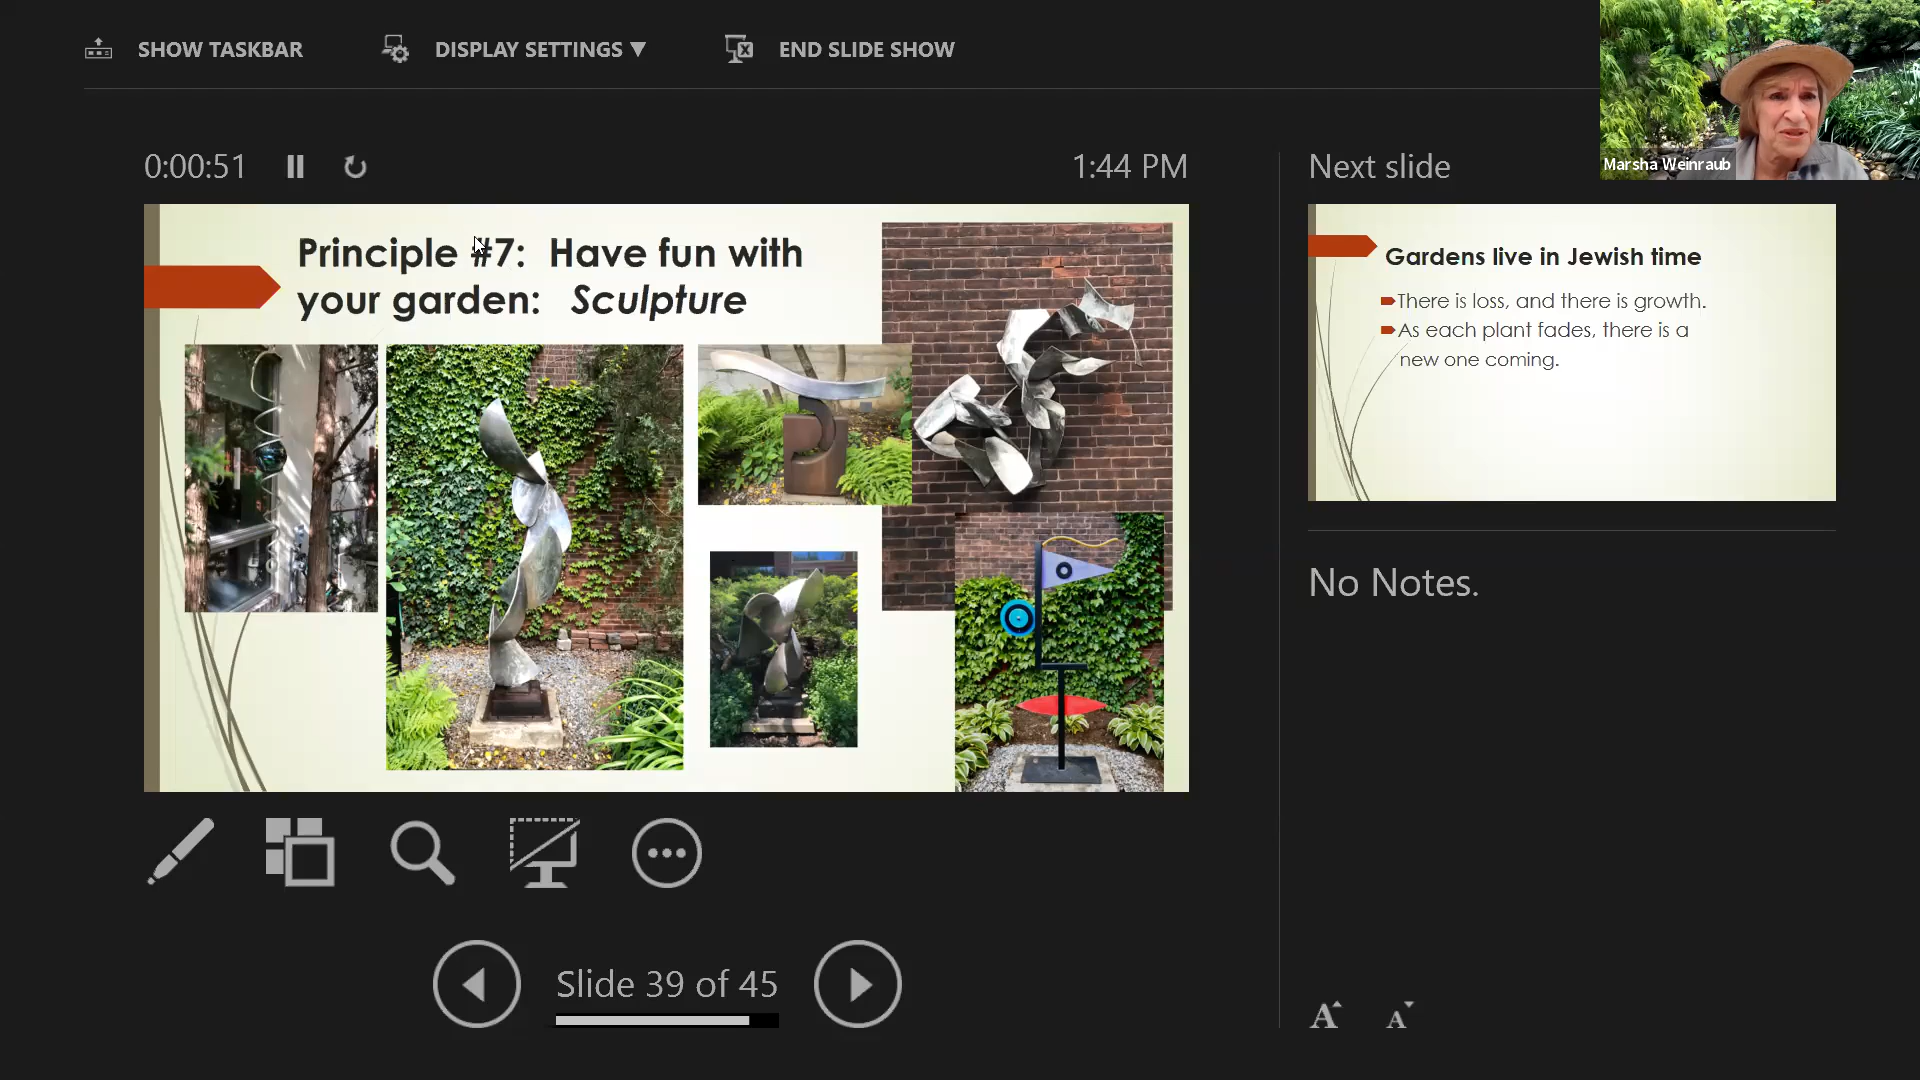 SHOW TASKBAR
DISPLAY SETTINGS ▼
END SLIDE SHOW
Marsha Weinraub
0:00:51
1:44 PM
Next slide
Principle #7: Have fun with
your garden: Sculpture
Gardens live in Jewish time
There is loss, and there is growth.
As each plant fades, there is a
new one coming.
No Notes.
Slide 39 of 45
A A